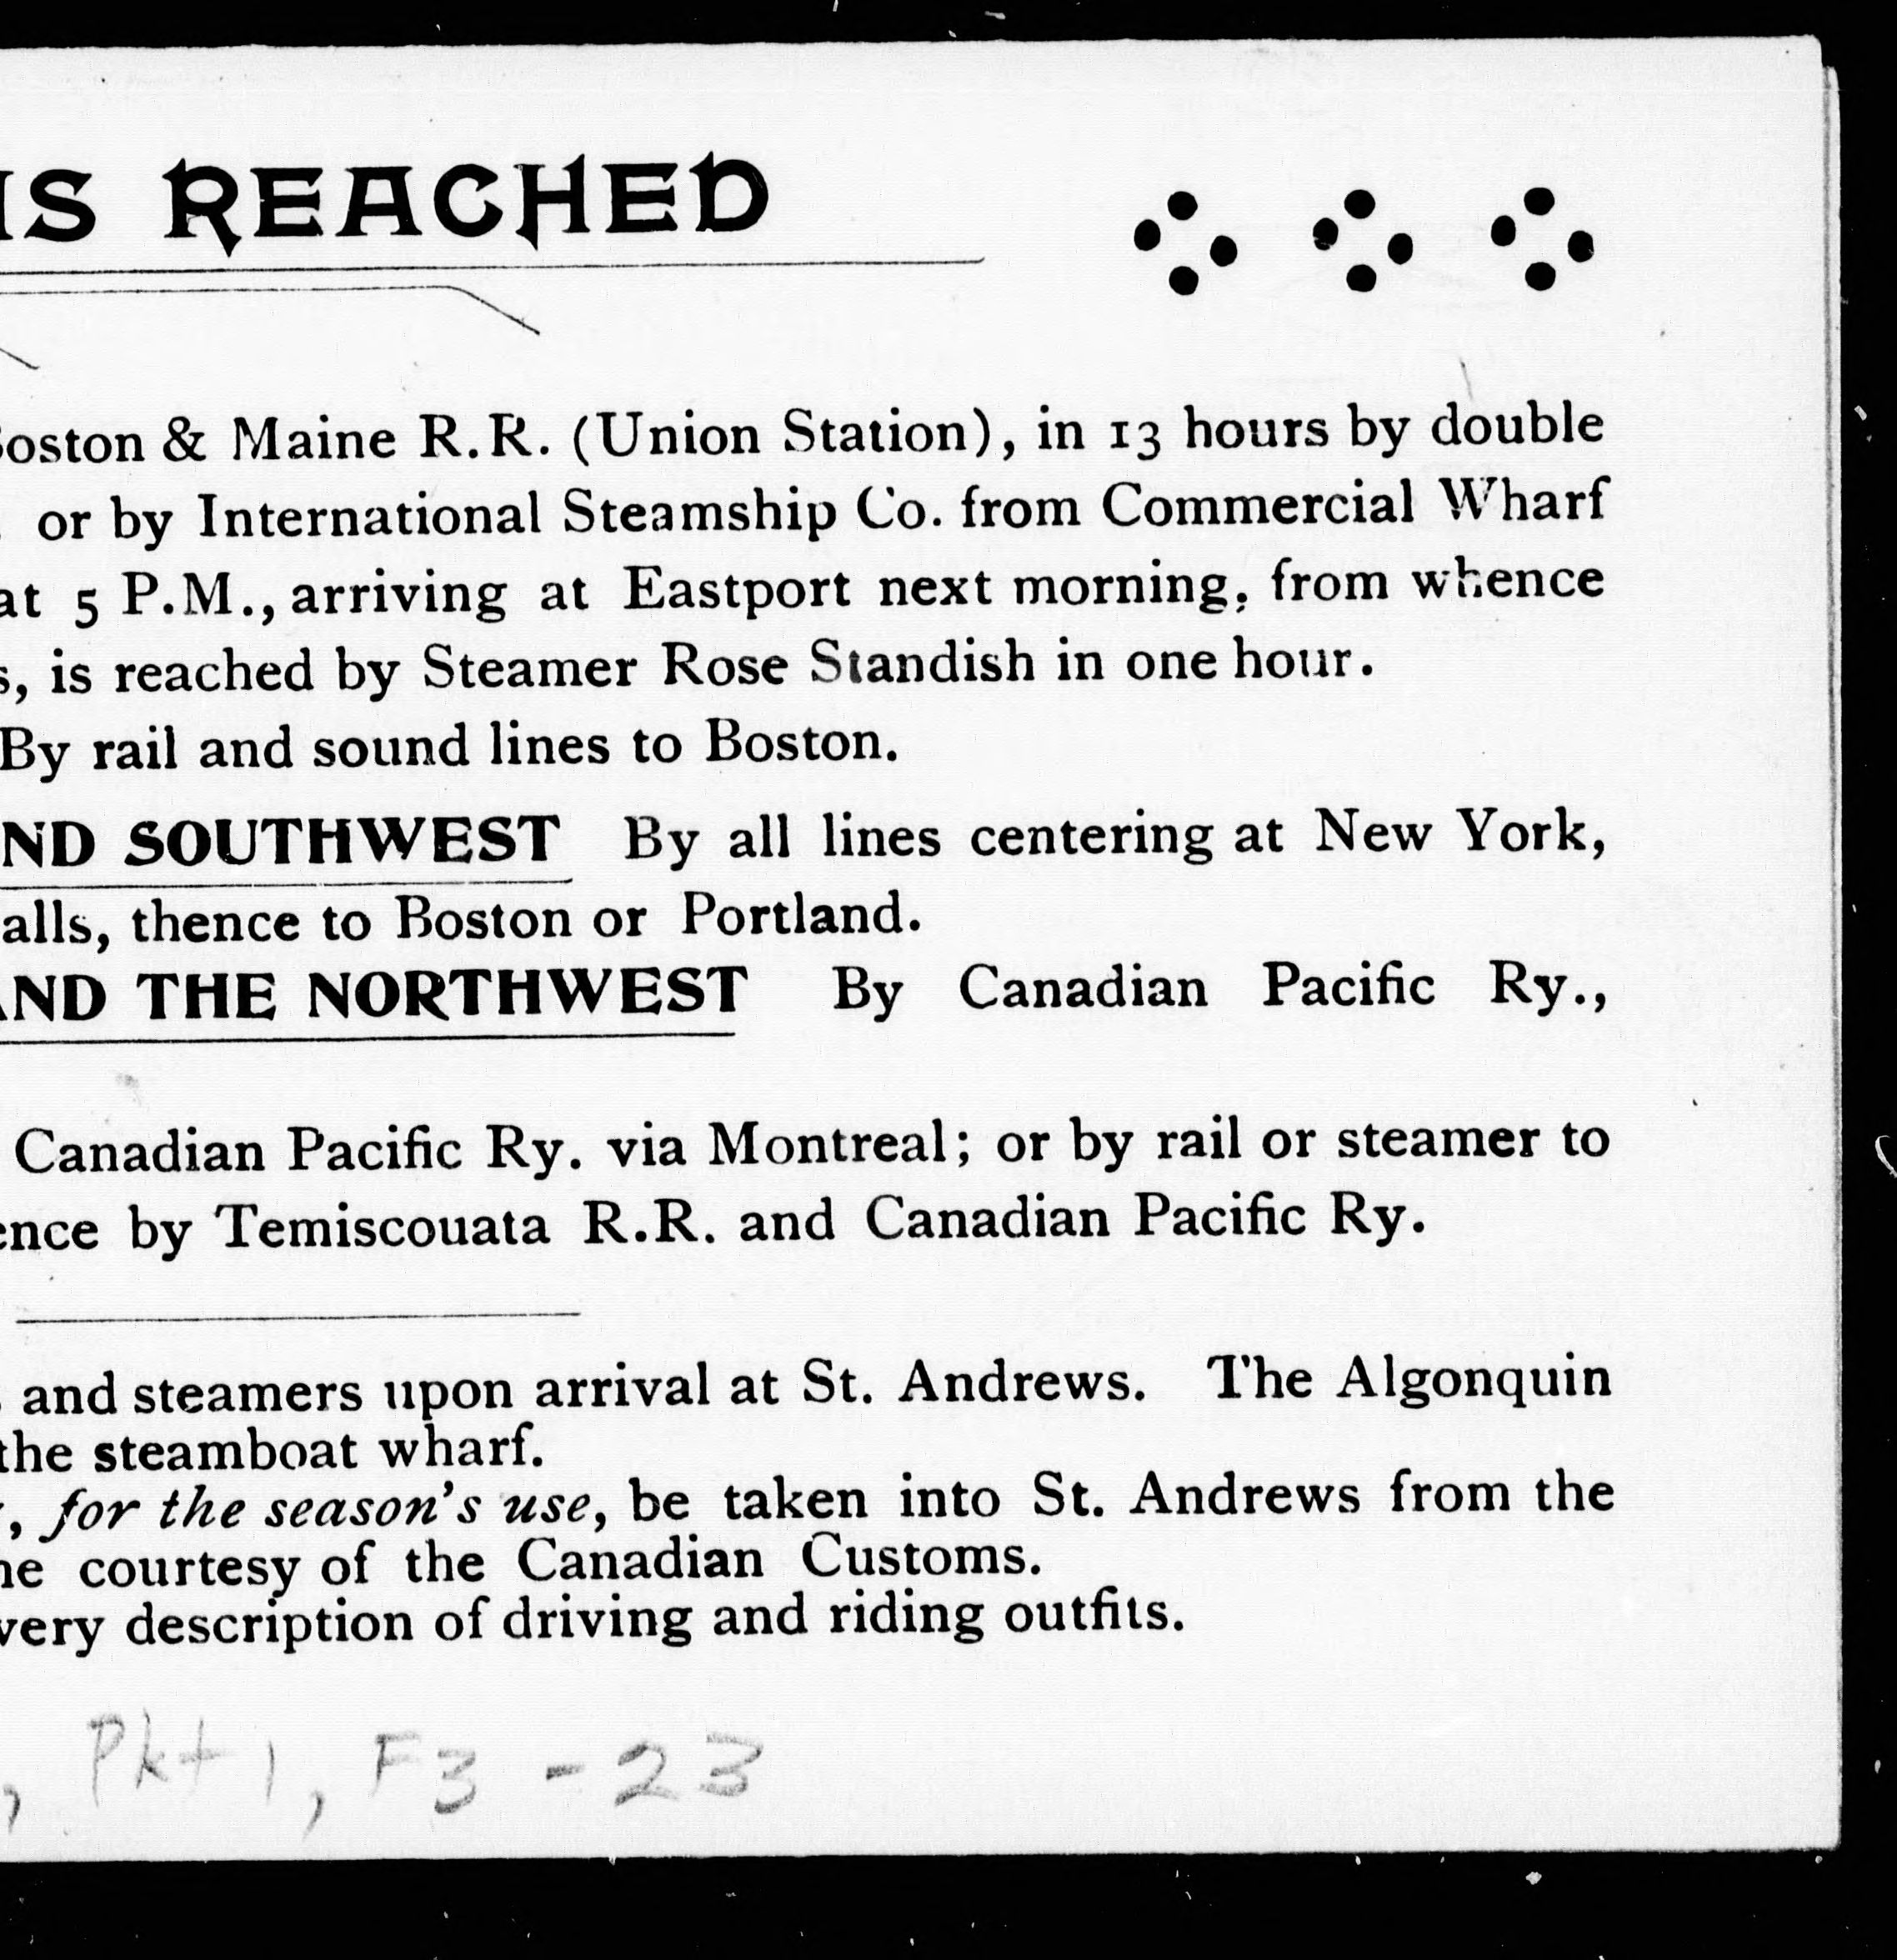 IS REACHED
Boston & Maine R.R. (Union Station), in 13 hours by double
or by International Steamship Co. from Commercial Wharf
at 5 P.M., arriving at Eastport next morning, from whence
s, is reached by Steamer Rose Standish in one hour.
By rail and sound lines to Boston.
ND SOUTHWEST By all lines centering at New York,
alls, thence to Boston or Portland.
AND THE NORTHWEST By Canadian Pacific Ry.,
Canadian Pacific Ry. via Montreal; or by rail or steamer to
ence by Temiscouata R.R. and Canadian Pacific Ry.
and steamers upon arrival at St. Andrews. The Algonquin
the steamboat wharf.
, for the season's use, be taken into St. Andrews from the
he courtesy of the Canadian Customs.
very description of driving and riding outfits.
, Pkt 1, F3 - 23